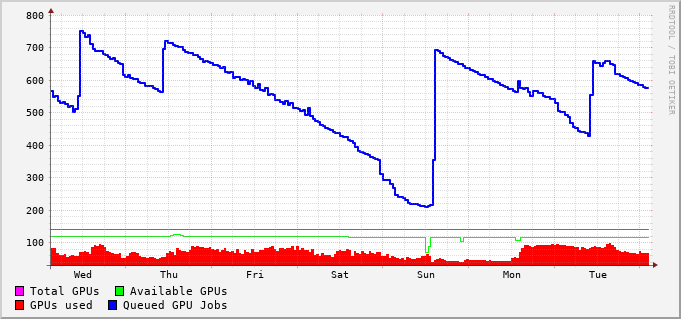 800
700
600
500
400
300
200
100
Wed Thu Fri Sat Sun Mon Tue
Total GPUs Available GPUs
GPUs used Queued GPU Jobs
RRDTOOL / TOBI OETIKER